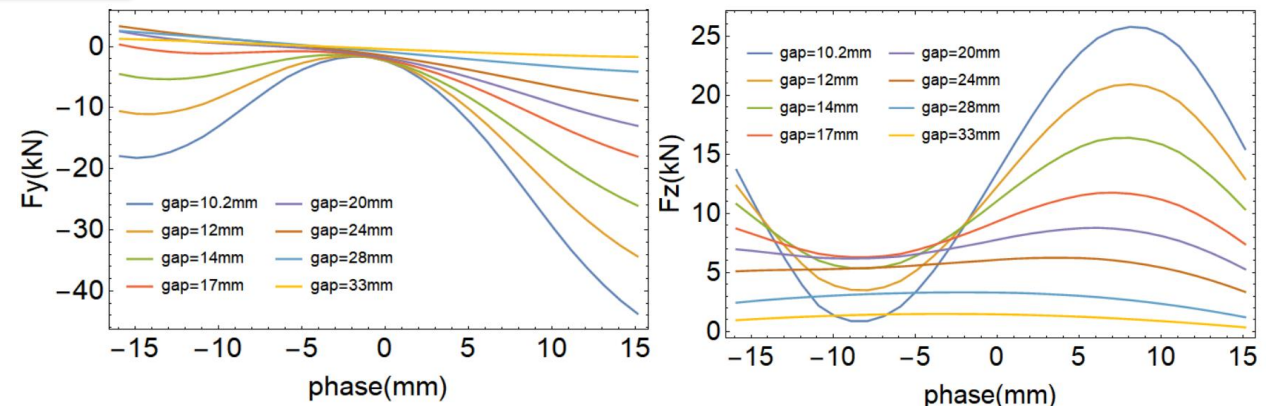 0
−10
−20
−30
−40
Fy(kN)
gap=10.2mm gap=20mm
gap=12mm gap=24mm
gap=14mm gap=28mm
gap=17mm gap=33mm
−15 −10 −5 0 5 10 15
phase(mm)
25
20
15
10
5
0
Fz(kN)
gap=10.2mm gap=20mm
gap=12mm gap=24mm
gap=14mm gap=28mm
gap=17mm gap=33mm
−15 −10 −5 0 5 10 15
phase(mm)